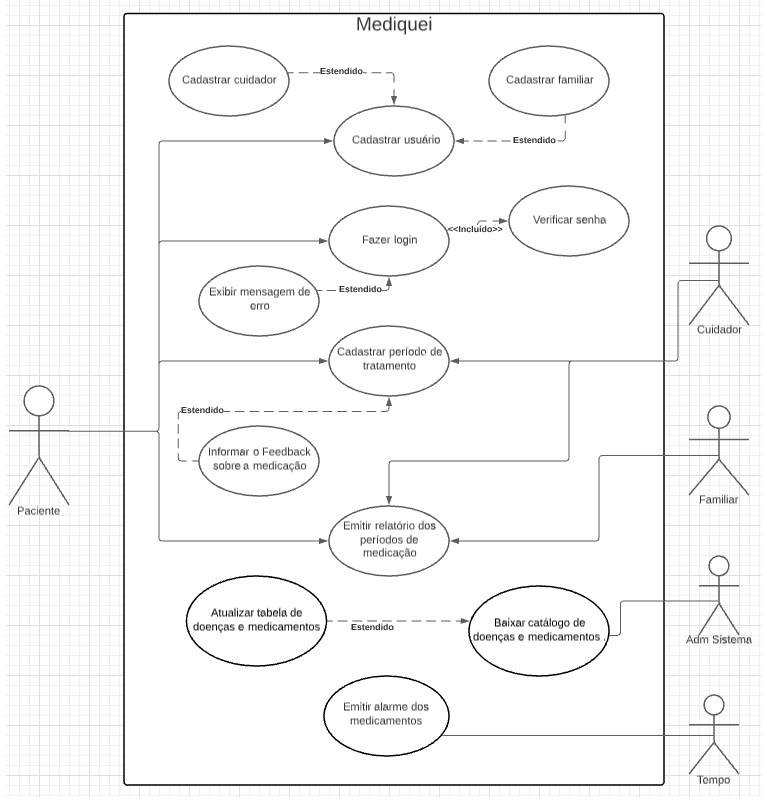 Mediquei
Cadastrar cuidador
Estendido
Cadastrar familiar
Cadastrar usuário
Estendido
Fazer login
<<Incluído>>
Verificar senha
Exibir mensagem de
erro
Estendido
Cuidador
Cadastrar período de
tratamento
Estendido
Informar o Feedback
sobre a medicação
Paciente
Familiar
Emitir relatório dos
períodos de
medicação
Atualizar tabela de
doenças e medicamentos
Estendido
Baixar catálogo de
doenças e medicamentos .
Adm Sistema
Emitir alarme dos
medicamentos
Tempo